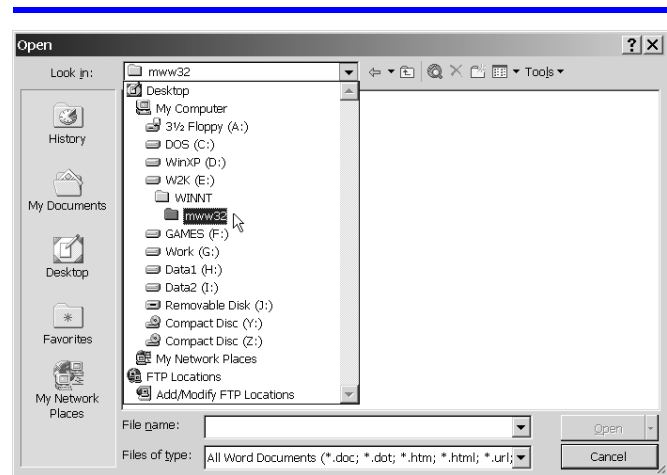 Open
Look in: mww32 Tools
Desktop
My Computer
3½ Floppy (A:)
DOS (C:)
WinXP (D:)
W2K (E:)
WINNT
mww32
GAMES (F:)
Work (G:)
Data1 (H:)
Data2 (I:)
Removable Disk (J:)
Compact Disc (Y:)
Compact Disc (Z:)
My Network Places
FTP Locations
Add/Modify FTP Locations
History
My Documents
Desktop
Favorites
My Network
Places
File name: Open
Files of type: All Word Documents (*.doc; *.dot; *.htm; *.html; *.url; Cancel